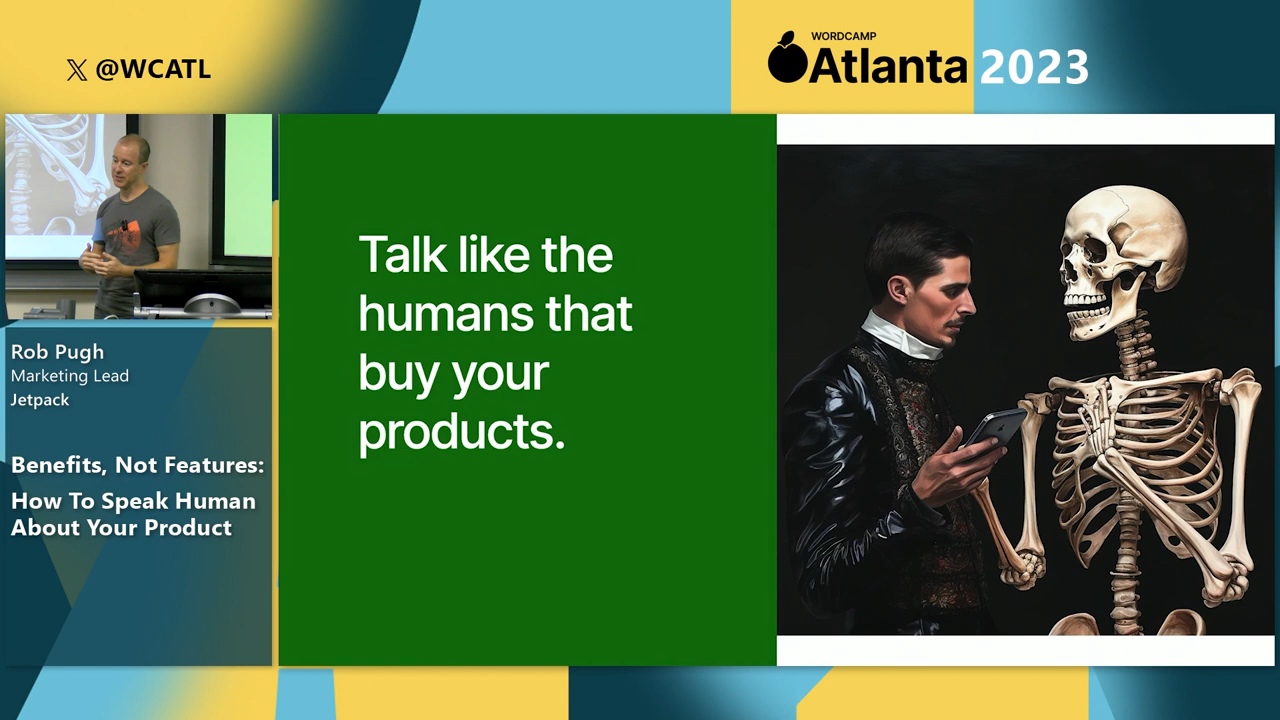 𝕏 @WCATL
WORDCAMP
Atlanta 2023
Rob Pugh
Marketing Lead
Jetpack
Benefits, Not Features:
How To Speak Human
About Your Product
Talk like the
humans that
buy your
products.